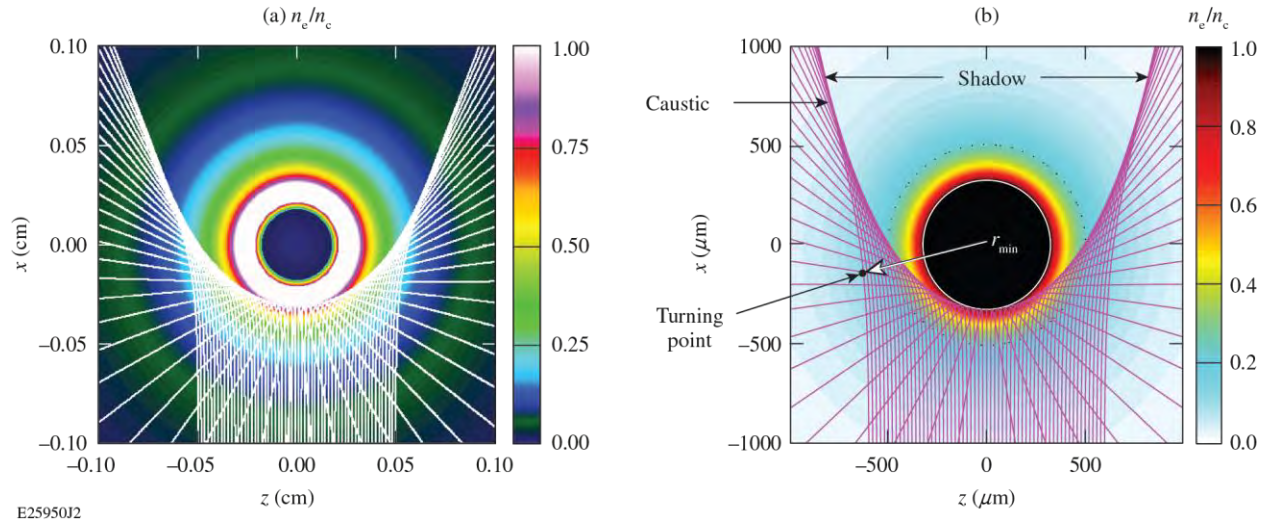 (a) n_e/n_c
0.10
0.05
0.00
−0.05
−0.10
x (cm)
−0.10
−0.05
0.00
0.05
0.10
z (cm)
1.00
0.75
0.50
0.25
0.00
E25950J2
(b)
n_e/n_c
1000
500
0
−500
−1000
x (μm)
−500
0
500
z (μm)
Shadow
Caustic
r_min
Turning
point
1.0
0.8
0.6
0.4
0.2
0.0